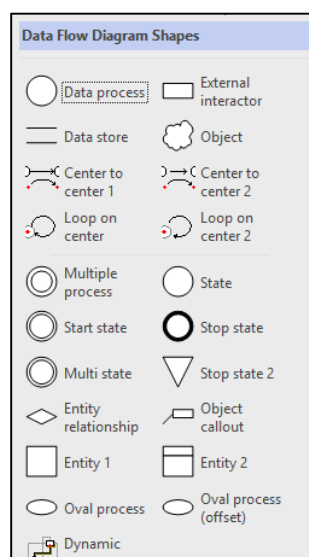 Data Flow Diagram Shapes
Data process
External
interactor
Data store
Object
Center to
center 1
Center to
center 2
Loop on
center
Loop on
center 2
Multiple
process
State
Start state
Stop state
Multi state
Stop state 2
Entity
relationship
Object
callout
Entity 1
Entity 2
Oval process
Oval process
(offset)
Dynamic